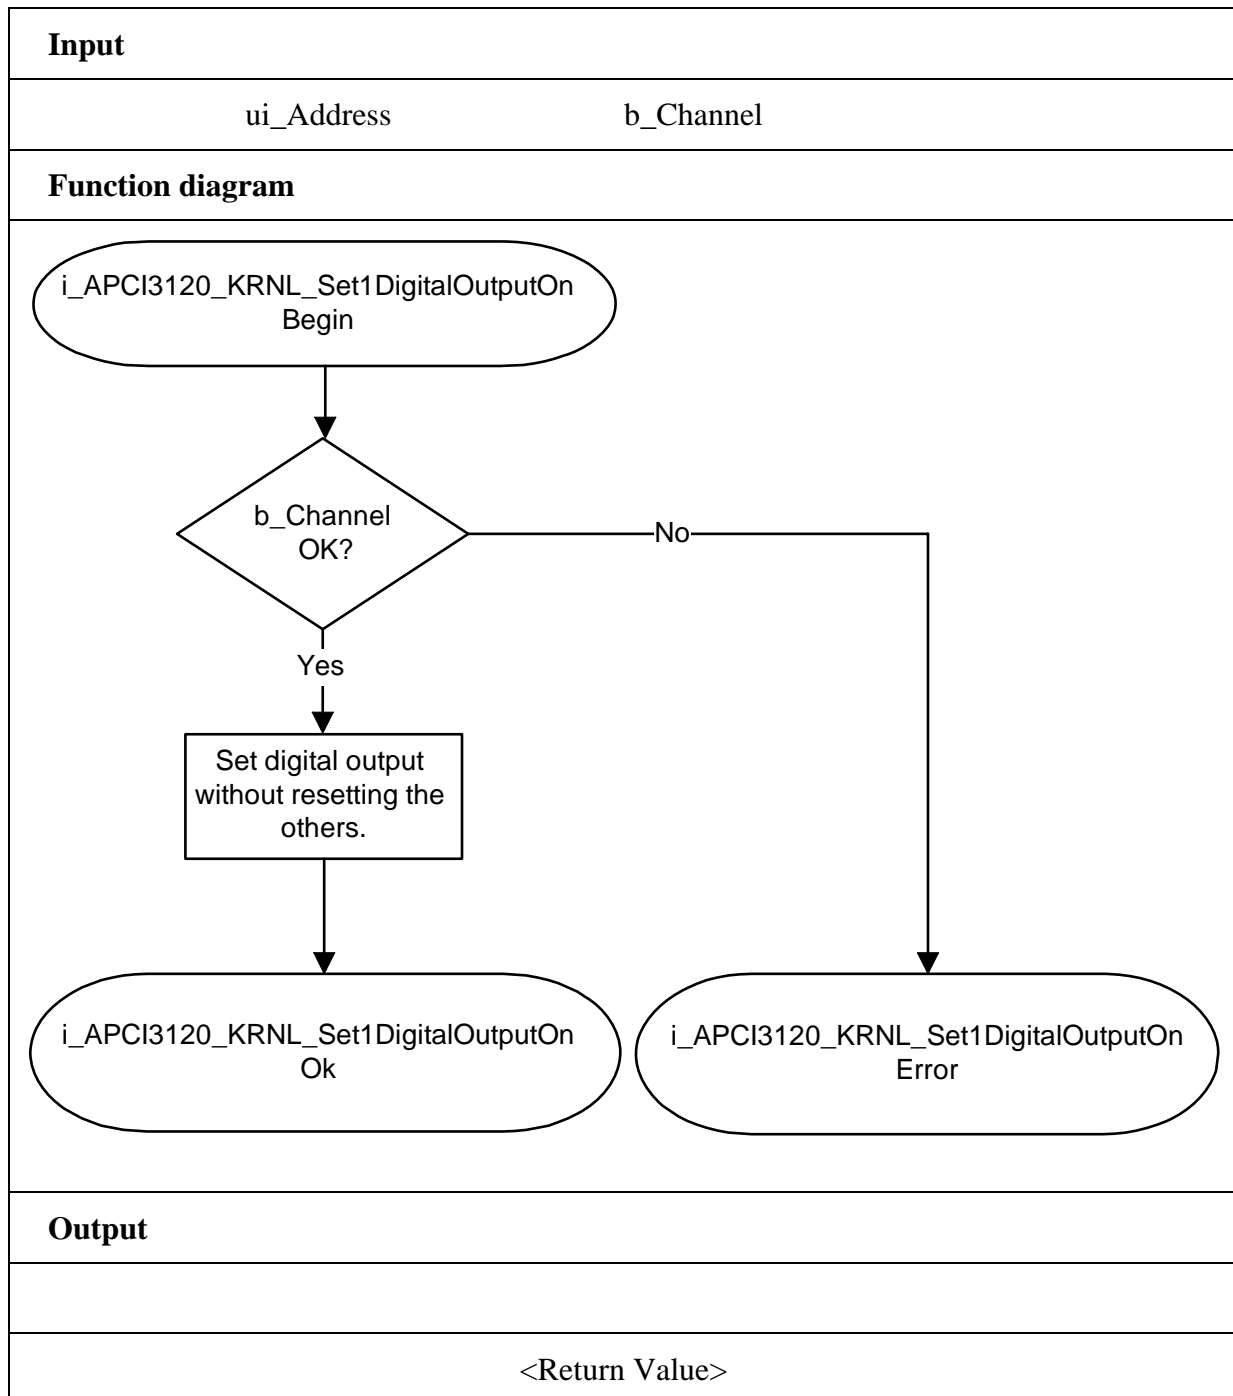 Input
ui_Address b_Channel
Function diagram
i_APCI3120_KRNL_Set1DigitalOutputOn
Begin
b_Channel
OK?
No
Yes
Set digital output
without resetting the
others.
i_APCI3120_KRNL_Set1DigitalOutputOn
Ok
i_APCI3120_KRNL_Set1DigitalOutputOn
Error
Output
<Return Value>